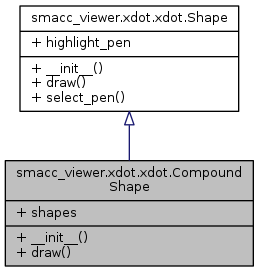 smacc_viewer.xdot.xdot.Shape
+ highlight_pen
+ __init__()
+ draw()
+ select_pen()
smacc_viewer.xdot.xdot.Compound
Shape
+ shapes
+ __init__()
+ draw()